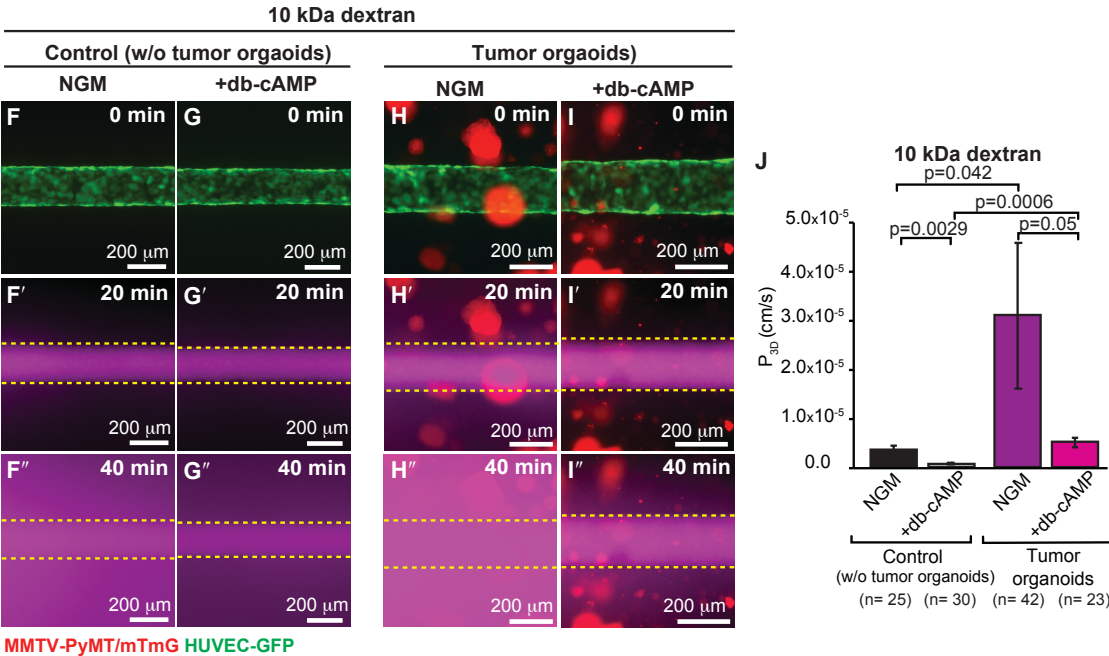 10 kDa dextran
Control (w/o tumor orgaoids)
Tumor orgaoids)
NGM
+db-cAMP
NGM
+db-cAMP
F
0 min
200 μm
G
0 min
200 μm
H
0 min
200 μm
I
0 min
200 μm
F′
20 min
200 μm
G′
20 min
200 μm
H′
20 min
200 μm
I′
20 min
200 μm
F″
40 min
200 μm
G″
40 min
200 μm
H″
40 min
200 μm
I″
40 min
200 μm
MMTV-PyMT/mTmG HUVEC-GFP
J
10 kDa dextran
p=0.042
p=0.0006
p=0.0029
p=0.05
P3D (cm/s)
5.0x10-5
4.0x10-5
3.0x10-5
2.0x10-5
1.0x10-5
0.0
NGM
+db-cAMP
NGM
+db-cAMP
Control
(w/o tumor organoids)
Tumor
organoids
(n= 25) (n= 30) (n= 42) (n= 23)